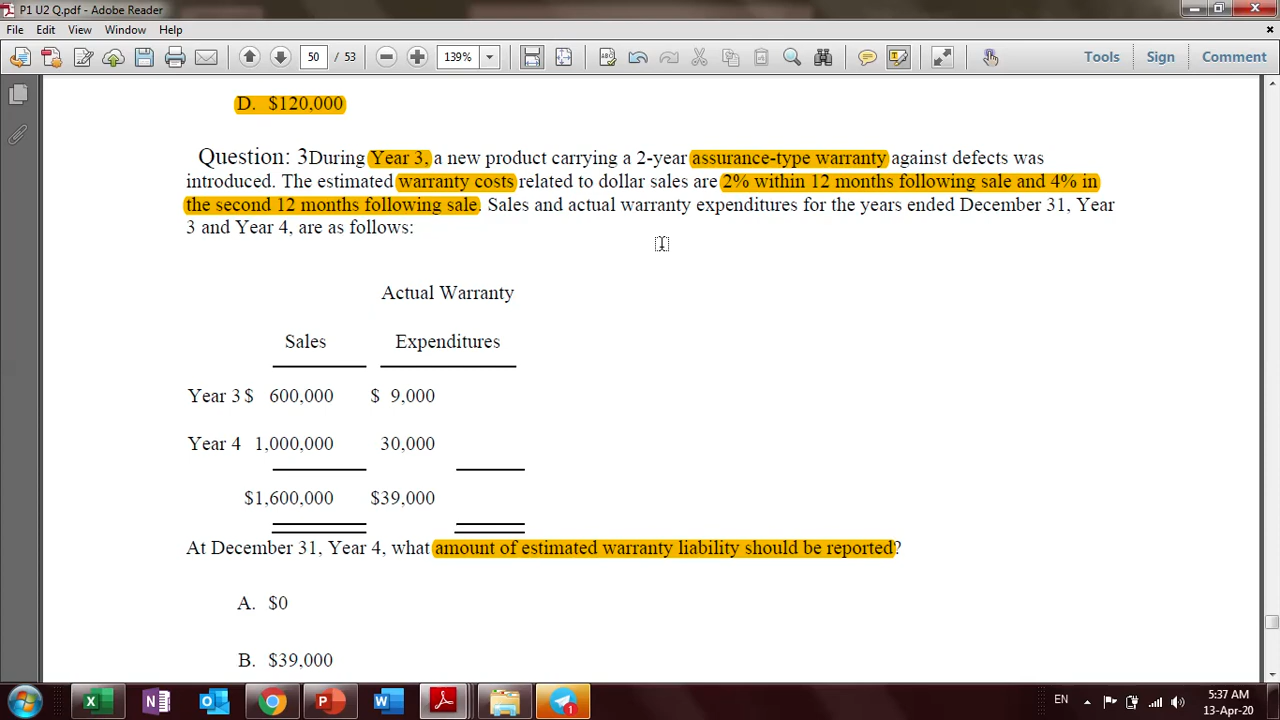 P1 U2 Q.pdf - Adobe Reader
File Edit View Window Help
50 / 53 139% Tools Sign Comment
D. $120,000
Question: 3During Year 3, a new product carrying a 2-year assurance-type warranty against defects was
introduced. The estimated warranty costs related to dollar sales are 2% within 12 months following sale and 4% in
the second 12 months following sale. Sales and actual warranty expenditures for the years ended December 31, Year
3 and Year 4, are as follows:
Actual Warranty
Sales Expenditures
Year 3 $ 600,000 $ 9,000
Year 4 1,000,000 30,000
$1,600,000 $39,000
At December 31, Year 4, what amount of estimated warranty liability should be reported?
A. $0
B. $39,000
EN 5:37 AM
13-Apr-20